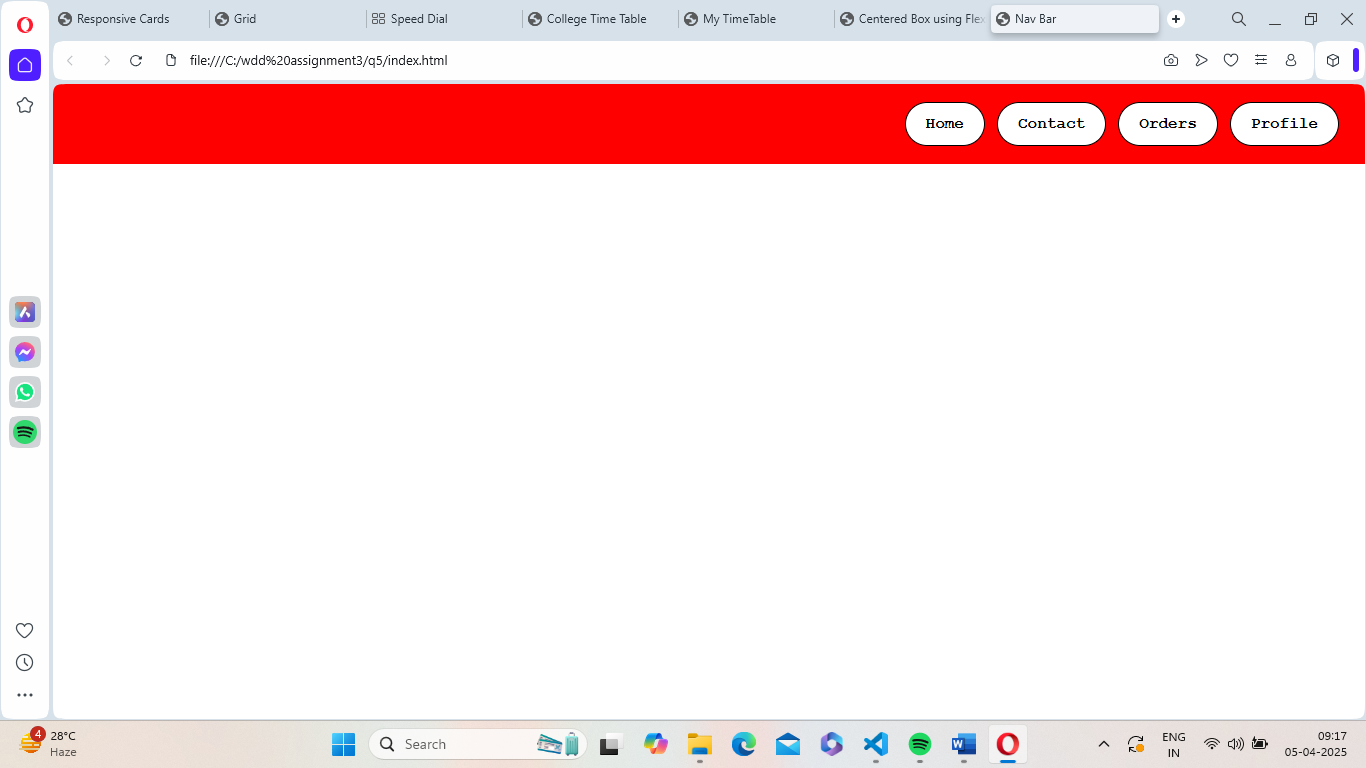 Responsive Cards
Grid
Speed Dial
College Time Table
My TimeTable
Centered Box using Flex
Nav Bar
file:///C:/wdd%20assignment3/q5/index.html
Home
Contact
Orders
Profile
4
28°C
Haze
Search
ENG
IN
09:17
05-04-2025